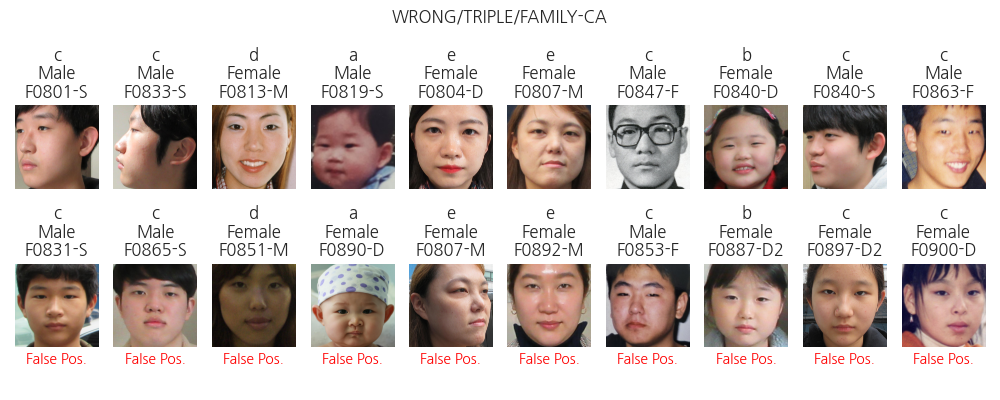 WRONG/TRIPLE/FAMILY-CA
c c d a e e c b c c
Male Male Female Male Female Female Male Female Male Male
F0801-S F0833-S F0813-M F0819-S F0804-D F0807-M F0847-F F0840-D F0840-S F0863-F
c c d a e e c b c c
Male Male Female Female Female Female Male Female Female Female
F0831-S F0865-S F0851-M F0890-D F0807-M F0892-M F0853-F F0887-D2 F0897-D2 F0900-D
False Pos. False Pos. False Pos. False Pos. False Pos. False Pos. False Pos. False Pos. False Pos. False Pos.